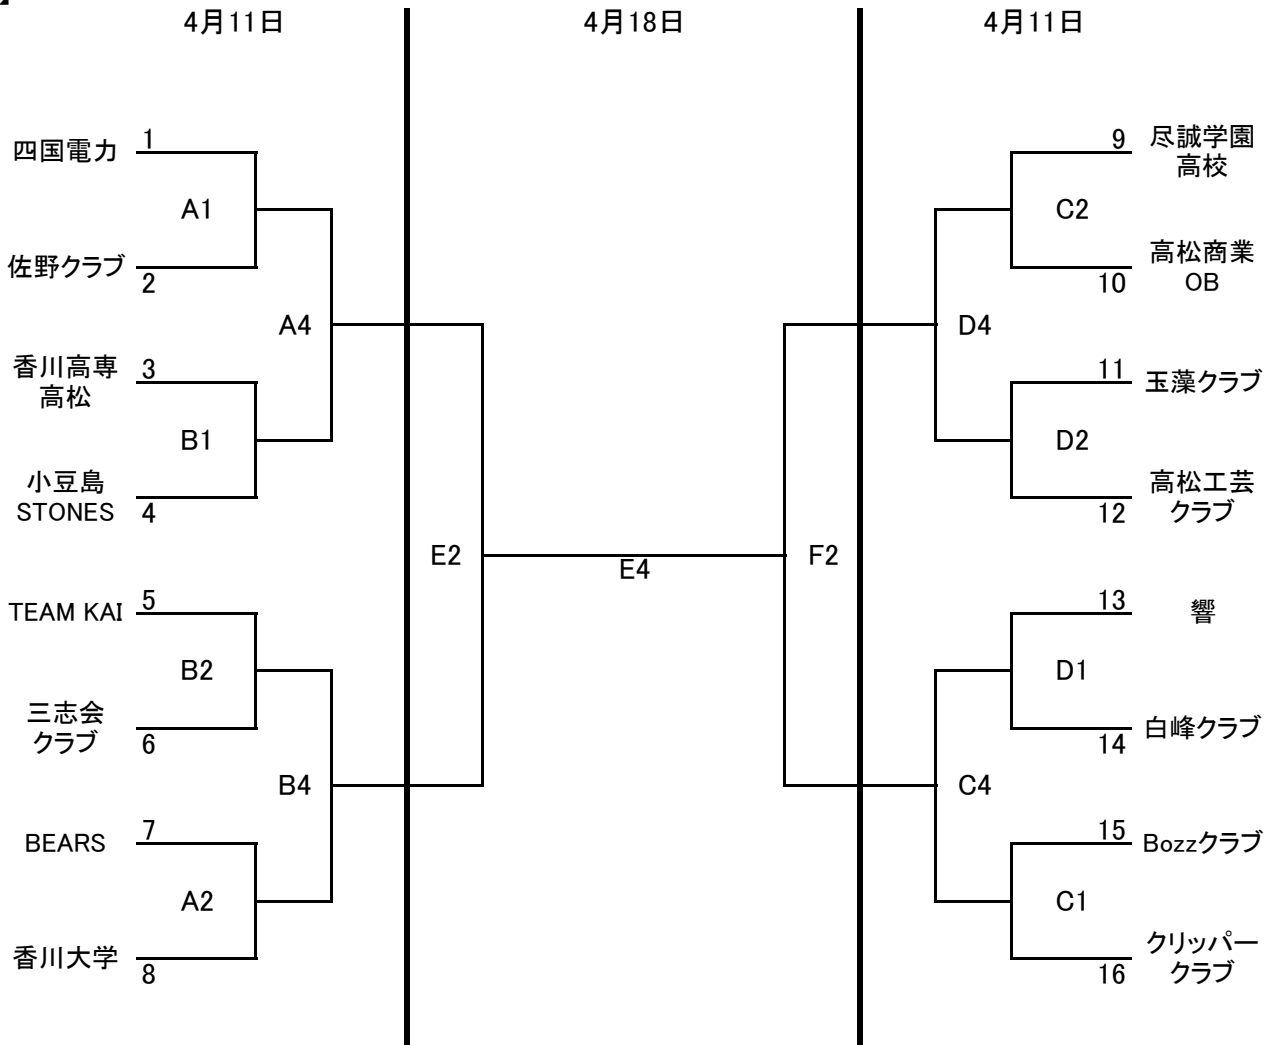 4月11日
4月18日
4月11日
四国電力
1
A1
佐野クラブ
2
A4
香川高専
高松
3
B1
小豆島
STONES
4
E2
TEAM KAI
5
B2
三志会
クラブ
6
B4
BEARS
7
A2
香川大学
8
E4
9
尽誠学園
高校
C2
10
高松商業
OB
D4
11
玉藻クラブ
D2
12
高松工芸
クラブ
F2
13
響
D1
14
白峰クラブ
C4
15
Bozzクラブ
C1
16
クリッパー
クラブ